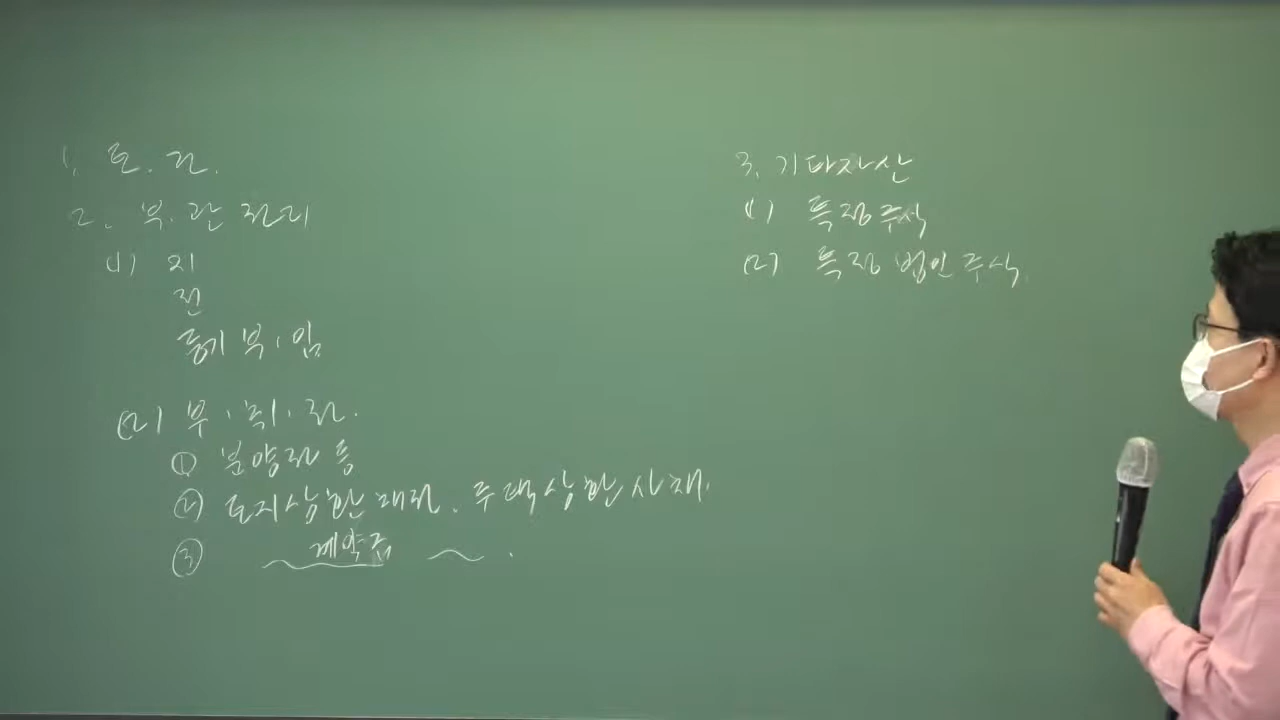 1. 토. 건.
2. 부. 관 권리
(1) 지
전
등기 부. 임
(2) 부. 취. 권.
① 분양권 등
② 토지상환채권. 주택상환사채.
③ 계약금
3. 기타자산
(1) 특정주식
(2) 특정 법인주식